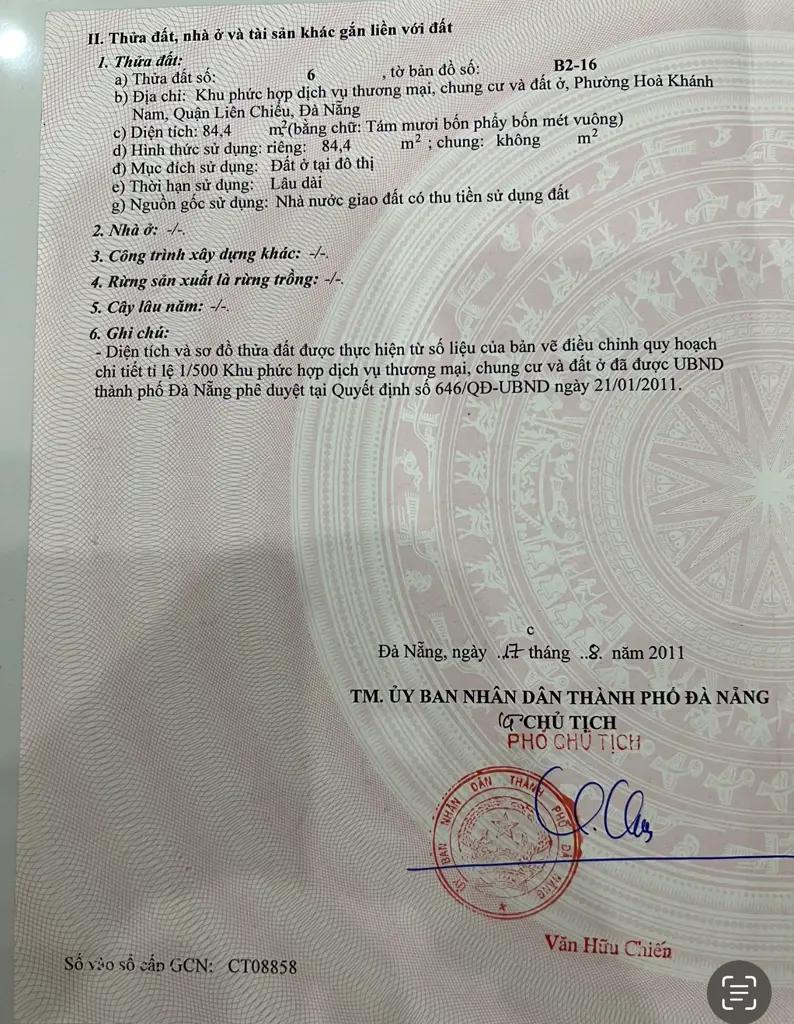 II. Thửa đất, nhà ở và tài sản khác gắn liền với đất
1. Thửa đất:
a) Thửa đất số: 6 , tờ bản đồ số: B2-16
b) Địa chỉ: Khu phức hợp dịch vụ thương mại, chung cư và đất ở, Phường Hoà Khánh
Nam, Quận Liên Chiểu, Đà Nẵng
c) Diện tích: 84,4 m² (bằng chữ: Tám mươi bốn phẩy bốn mét vuông)
d) Hình thức sử dụng: riêng: 84,4 m² ; chung: không m²
đ) Mục đích sử dụng: Đất ở tại đô thị
e) Thời hạn sử dụng: Lâu dài
g) Nguồn gốc sử dụng: Nhà nước giao đất có thu tiền sử dụng đất
2. Nhà ở: -/-.
3. Công trình xây dựng khác: -/-.
4. Rừng sản xuất là rừng trồng: -/-.
5. Cây lâu năm: -/-.
6. Ghi chú:
- Diện tích và sơ đồ thửa đất được thực hiện từ số liệu của bản vẽ điều chỉnh quy hoạch
chi tiết tỉ lệ 1/500 Khu phức hợp dịch vụ thương mại, chung cư và đất ở đã được UBND
thành phố Đà Nẵng phê duyệt tại Quyết định số 646/QĐ-UBND ngày 21/01/2011.
c
Đà Nẵng, ngày ..17 tháng ..8. năm 2011
TM. ỦY BAN NHÂN DÂN THÀNH PHỐ ĐÀ NẴNG
CHỦ TỊCH
PHÓ CHỦ TỊCH
ỦY BAN NHÂN DÂN THÀNH PHỐ ĐÀ NẴNG
Văn Hữu Chiến
Số vào sổ cấp GCN: CT08858